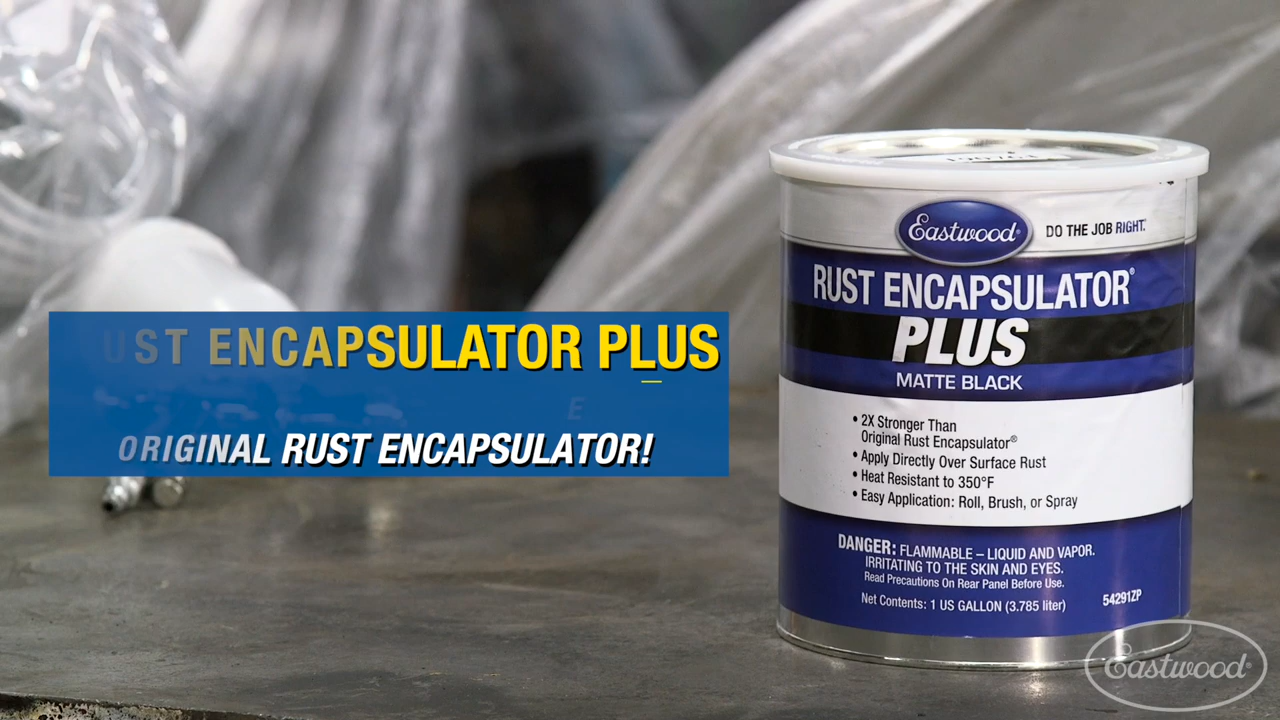 UST ENCAPSULATOR PLUS
E
ORIGINAL RUST ENCAPSULATOR!
Eastwood®
DO THE JOB RIGHT.™
RUST ENCAPSULATOR®
PLUS
MATTE BLACK
• 2X Stronger Than
Original Rust Encapsulator®
• Apply Directly Over Surface Rust
• Heat Resistant to 350°F
• Easy Application: Roll, Brush, or Spray
DANGER: FLAMMABLE – LIQUID AND VAPOR.
IRRITATING TO THE SKIN AND EYES.
Read Precautions On Rear Panel Before Use.
Net Contents: 1 US GALLON (3.785 liter)
54291ZP
Eastwood®